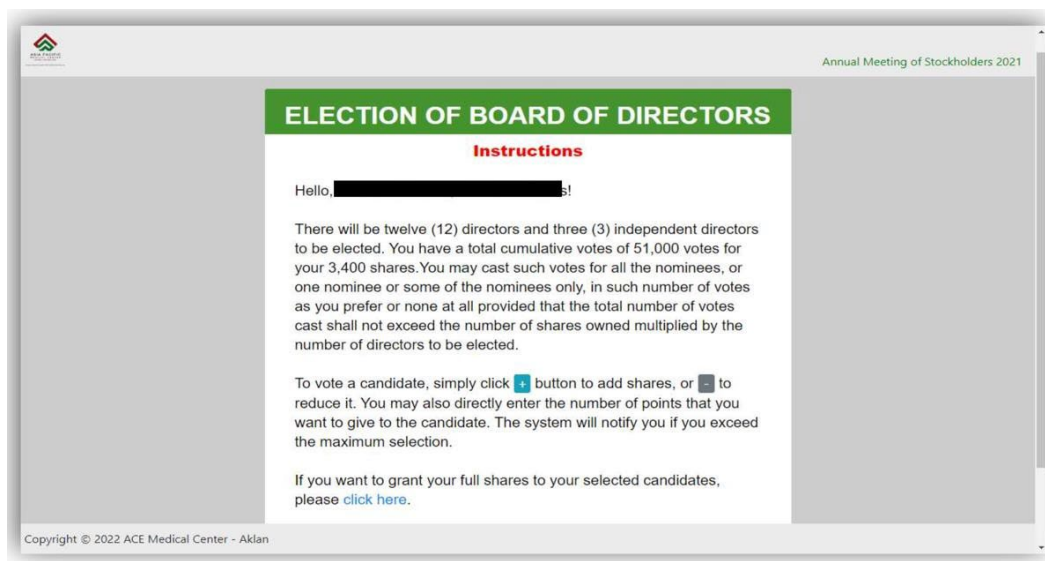 ASIA PACIFIC
Annual Meeting of Stockholders 2021
ELECTION OF BOARD OF DIRECTORS
Instructions
Hello, s!
There will be twelve (12) directors and three (3) independent directors
to be elected. You have a total cumulative votes of 51,000 votes for
your 3,400 shares.You may cast such votes for all the nominees, or
one nominee or some of the nominees only, in such number of votes
as you prefer or none at all provided that the total number of votes
cast shall not exceed the number of shares owned multiplied by the
number of directors to be elected.
To vote a candidate, simply click + button to add shares, or - to
reduce it. You may also directly enter the number of points that you
want to give to the candidate. The system will notify you if you exceed
the maximum selection.
If you want to grant your full shares to your selected candidates,
please click here.
Copyright © 2022 ACE Medical Center - Aklan